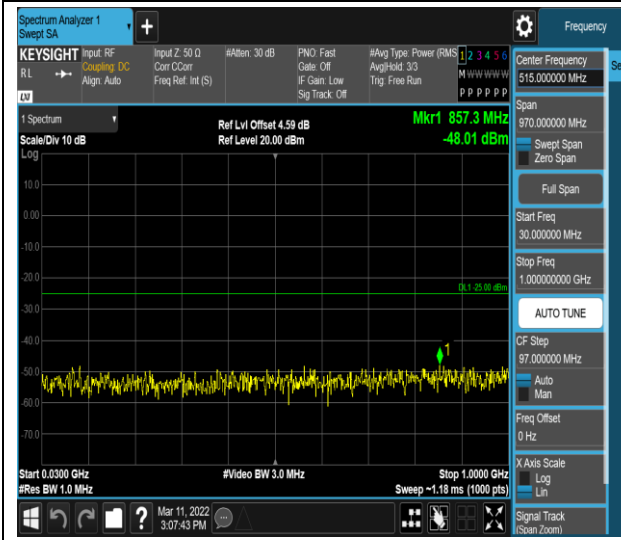 Spectrum Analyzer 1
Swept SA
+
Frequency
KEYSIGHT
RL
LXI
Input: RF
Coupling: DC
Align: Auto
Input Z: 50 Ω
Corr CCorr
Freq Ref: Int (S)
#Atten: 30 dB
PNO: Fast
Gate: Off
IF Gain: Low
Sig Track: Off
#Avg Type: Power (RMS
Avg|Hold: 3/3
Trig: Free Run
1 2 3 4 5 6
M W W W W W
P P P P P P
1 Spectrum
Scale/Div 10 dB
Log
Ref Lvl Offset 4.59 dB
Ref Level 20.00 dBm
Mkr1 857.3 MHz
-48.01 dBm
10.0
0.00
-10.0
-20.0
DL1 -25.00 dBm
-30.0
-40.0
1
-50.0
-60.0
-70.0
Start 0.0300 GHz
#Res BW 1.0 MHz
#Video BW 3.0 MHz
Stop 1.0000 GHz
Sweep ~1.18 ms (1000 pts)
?
Mar 11, 2022
3:07:43 PM
Center Frequency
515.000000 MHz
Se
Span
970.000000 MHz
Swept Span
Zero Span
Full Span
Start Freq
30.000000 MHz
Stop Freq
1.000000000 GHz
AUTO TUNE
CF Step
97.000000 MHz
Auto
Man
Freq Offset
0 Hz
X Axis Scale
Log
Lin
Signal Track
(Span Zoom)